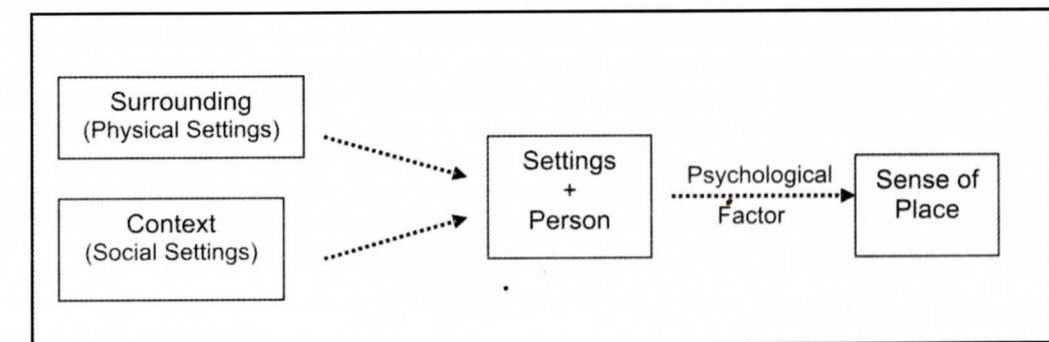 Surrounding
(Physical Settings)
Context
(Social Settings)
Settings
+
Person
Psychological
Factor
Sense of
Place